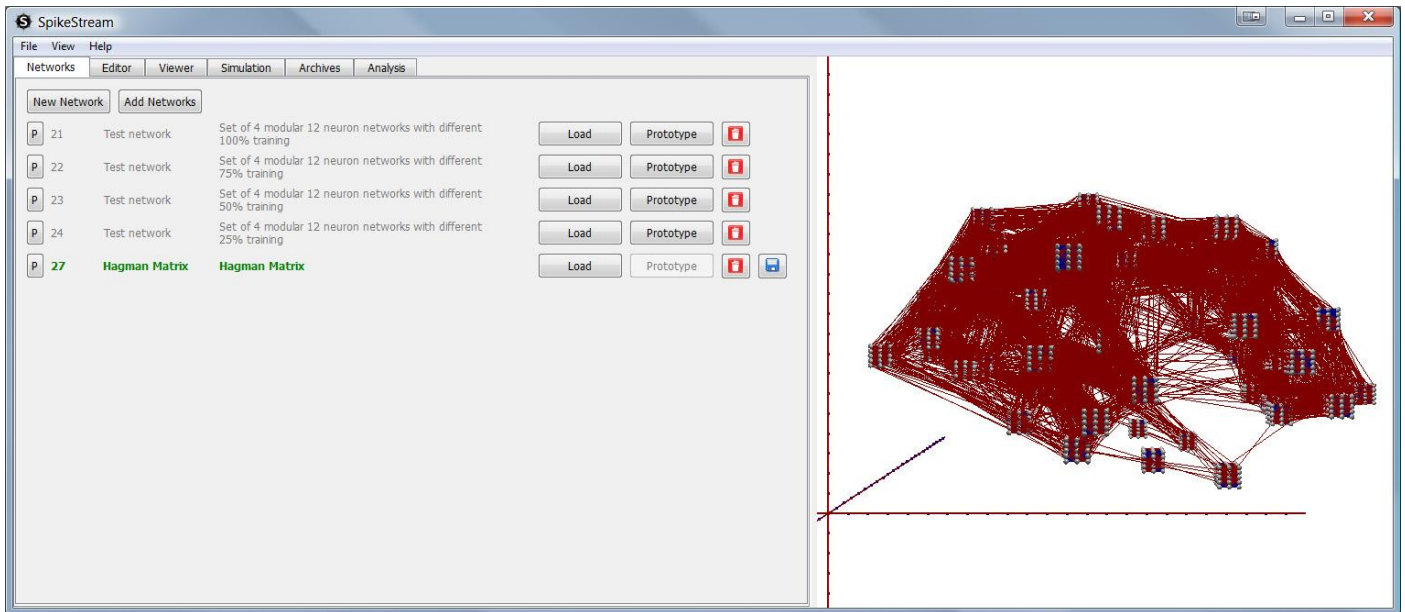 SpikeStream
File View Help
Networks Editor Viewer Simulation Archives Analysis
New Network Add Networks
P 21 Test network Set of 4 modular 12 neuron networks with different
100% training
Load Prototype
P 22 Test network Set of 4 modular 12 neuron networks with different
75% training
Load Prototype
P 23 Test network Set of 4 modular 12 neuron networks with different
50% training
Load Prototype
P 24 Test network Set of 4 modular 12 neuron networks with different
25% training
Load Prototype
P 27 Hagman Matrix Hagman Matrix Load Prototype